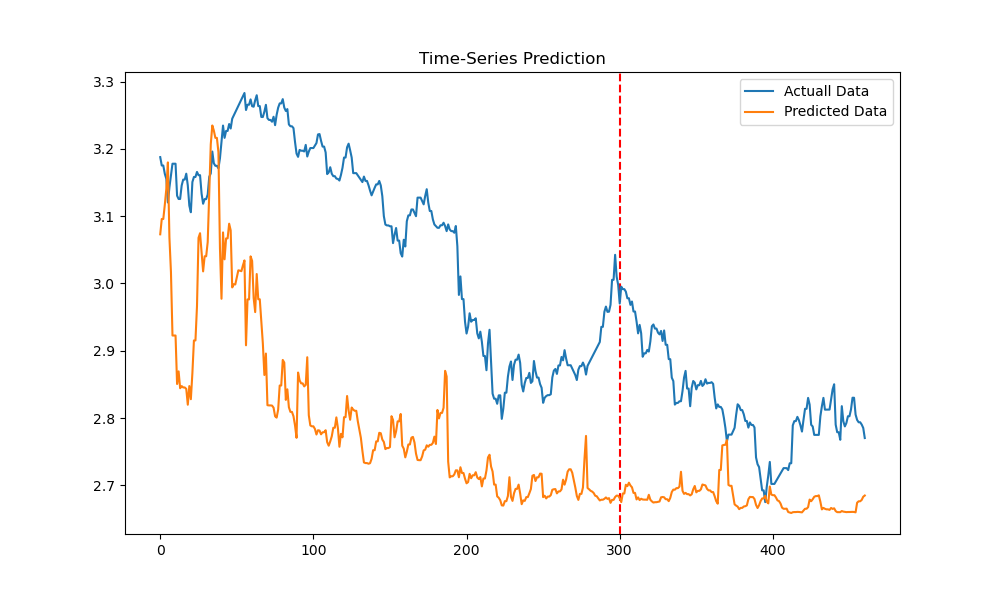 Time-Series Prediction
Actuall Data
Predicted Data
3.3
3.2
3.1
3.0
2.9
2.8
2.7
0 100 200 300 400